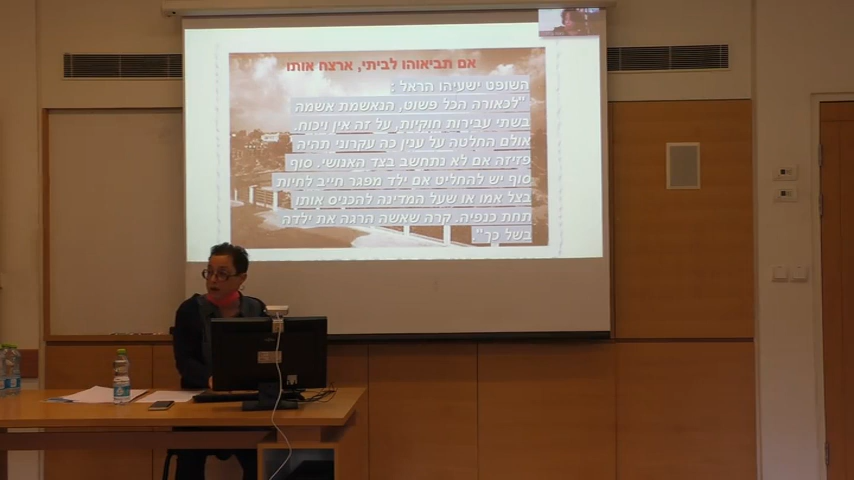 אם תביאוהו לביתי, ארצח אותו
השופט ישעיהו הראל :
"לכאורה הכל פשוט, הנאשמת אשמה
בשתי עבירות חוקיות, על זה אין ויכוח.
אולם החלטה על ענין כה עקרוני תהיה
פזיזה אם לא נתחשב בצד האנושי. סוף
סוף יש להחליט אם ילד מפגר חייב לחיות
בצל אמו או שעל המדינה להכניס אותו
תחת כנפיה. קרה שאשה הרגה את ילדה
בשל כך".